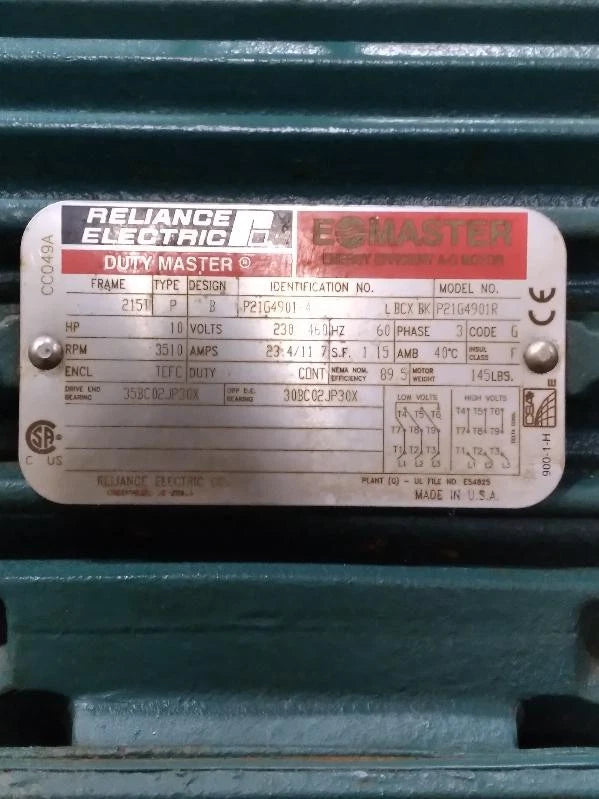 CC049A
RELIANCE
ELECTRIC
DUTY MASTER®
E MASTER
ENERGY EFFICIENT A-C MOTOR
FRAME TYPE DESIGN IDENTIFICATION NO. MODEL NO.
215T P B P21G4901 L BCX BK P21G4901R
HP 10 VOLTS 230 460 HZ 60 PHASE 3 CODE G
RPM 3510 AMPS 23.4/11.7 S.F. 1.15 AMB 40°C INSUL CLASS F
ENCL TEFC DUTY CONT NEMA NOM. EFFICIENCY 89.5 MOTOR WEIGHT 145LBS.
DRIVE END BEARING 35BC02JP30X OPP D.E. BEARING 30BC02JP30X
LOW VOLTS HIGH VOLTS
T4 T5 T6 T4 T5 T6
T7 T8 T9 T7 T8 T9
T1 T2 T3 T1 T2 T3
L1 L2 L3 L1 L2 L3
DELTA CONN.
CE
E
900-1-H
SA
C US
RELIANCE ELECTRIC
PLANT (G) - UL FILE NO. E54825
MADE IN U.S.A.